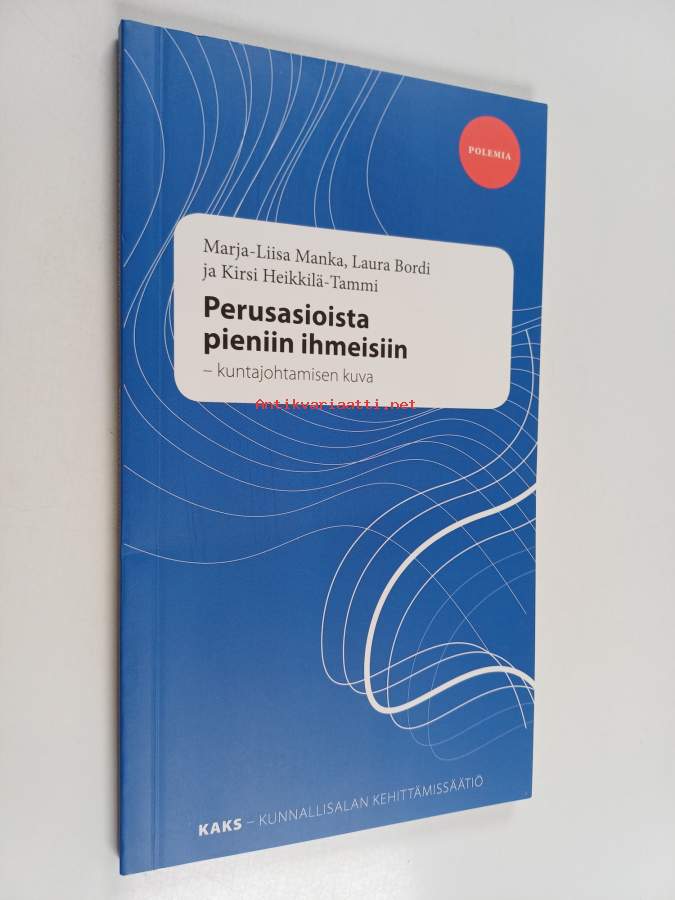 POLEMIA
Marja-Liisa Manka, Laura Bordi
ja Kirsi Heikkilä-Tammi
Perusasioista
pieniin ihmeisiin
– kuntajohtamisen kuva
Antikvariaatti.net
KAKS – KUNNALLISALAN KEHITTÄMISSÄÄTIÖ